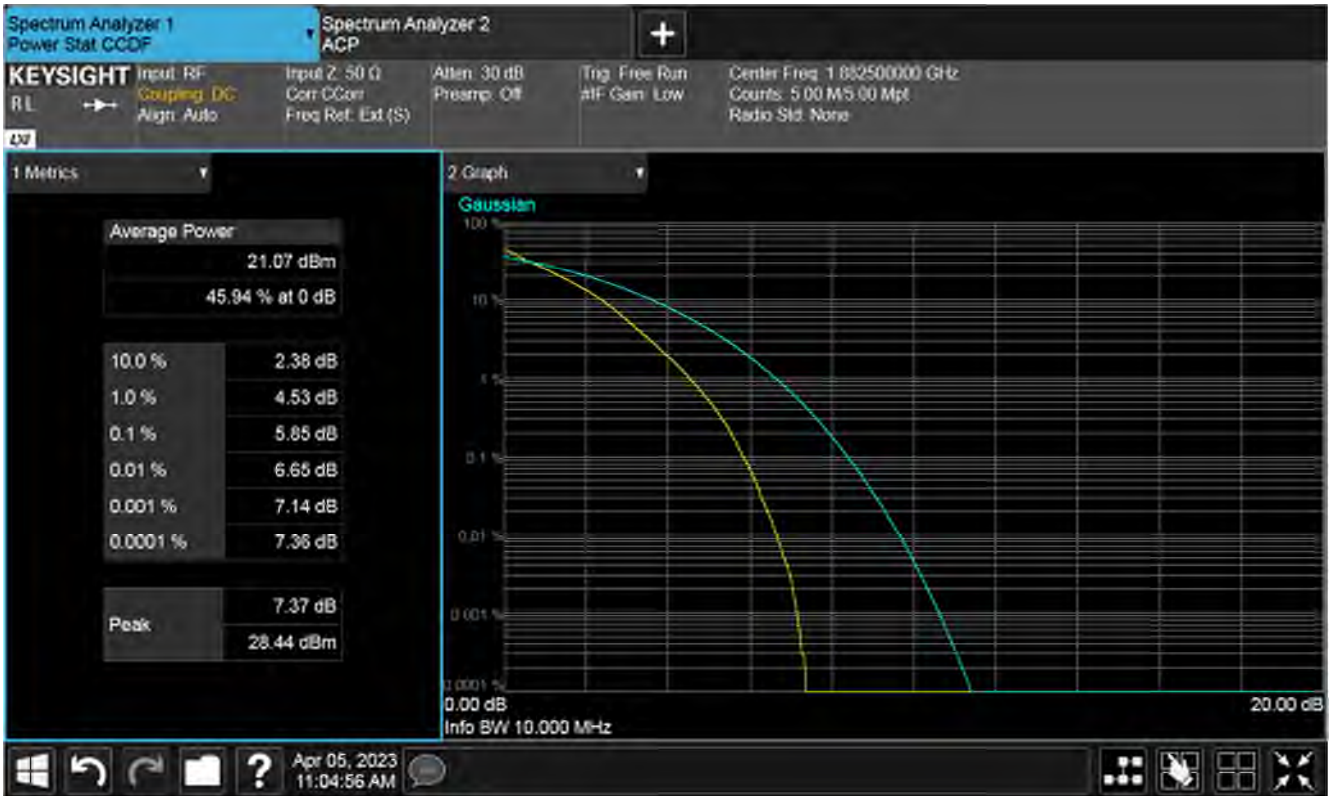 Spectrum Analyzer 1
Power Stat CCDF
Spectrum Analyzer 2
ACP
KEYSIGHT
RL
Input: RF
Coupling: DC
Align: Auto
Input Z: 50 Ω
Corr CCorr
Freq Ref: Ext (S)
Atten: 30 dB
Preamp: Off
Trig: Free Run
#IF Gain: Low
Center Freq: 1.882500000 GHz
Counts: 5.00 M/5.00 Mpt
Radio Std: None
1 Metrics
Average Power
21.07 dBm
45.94 % at 0 dB
10.0 % 2.38 dB
1.0 % 4.53 dB
0.1 % 5.85 dB
0.01 % 6.65 dB
0.001 % 7.14 dB
0.0001 % 7.36 dB
Peak
7.37 dB
28.44 dBm
2 Graph
Gaussian
100 %
10 %
1 %
0.1 %
0.01 %
0.001 %
0.0001 %
0.00 dB
20.00 dB
Info BW 10.000 MHz
?
Apr 05, 2023
11:04:56 AM